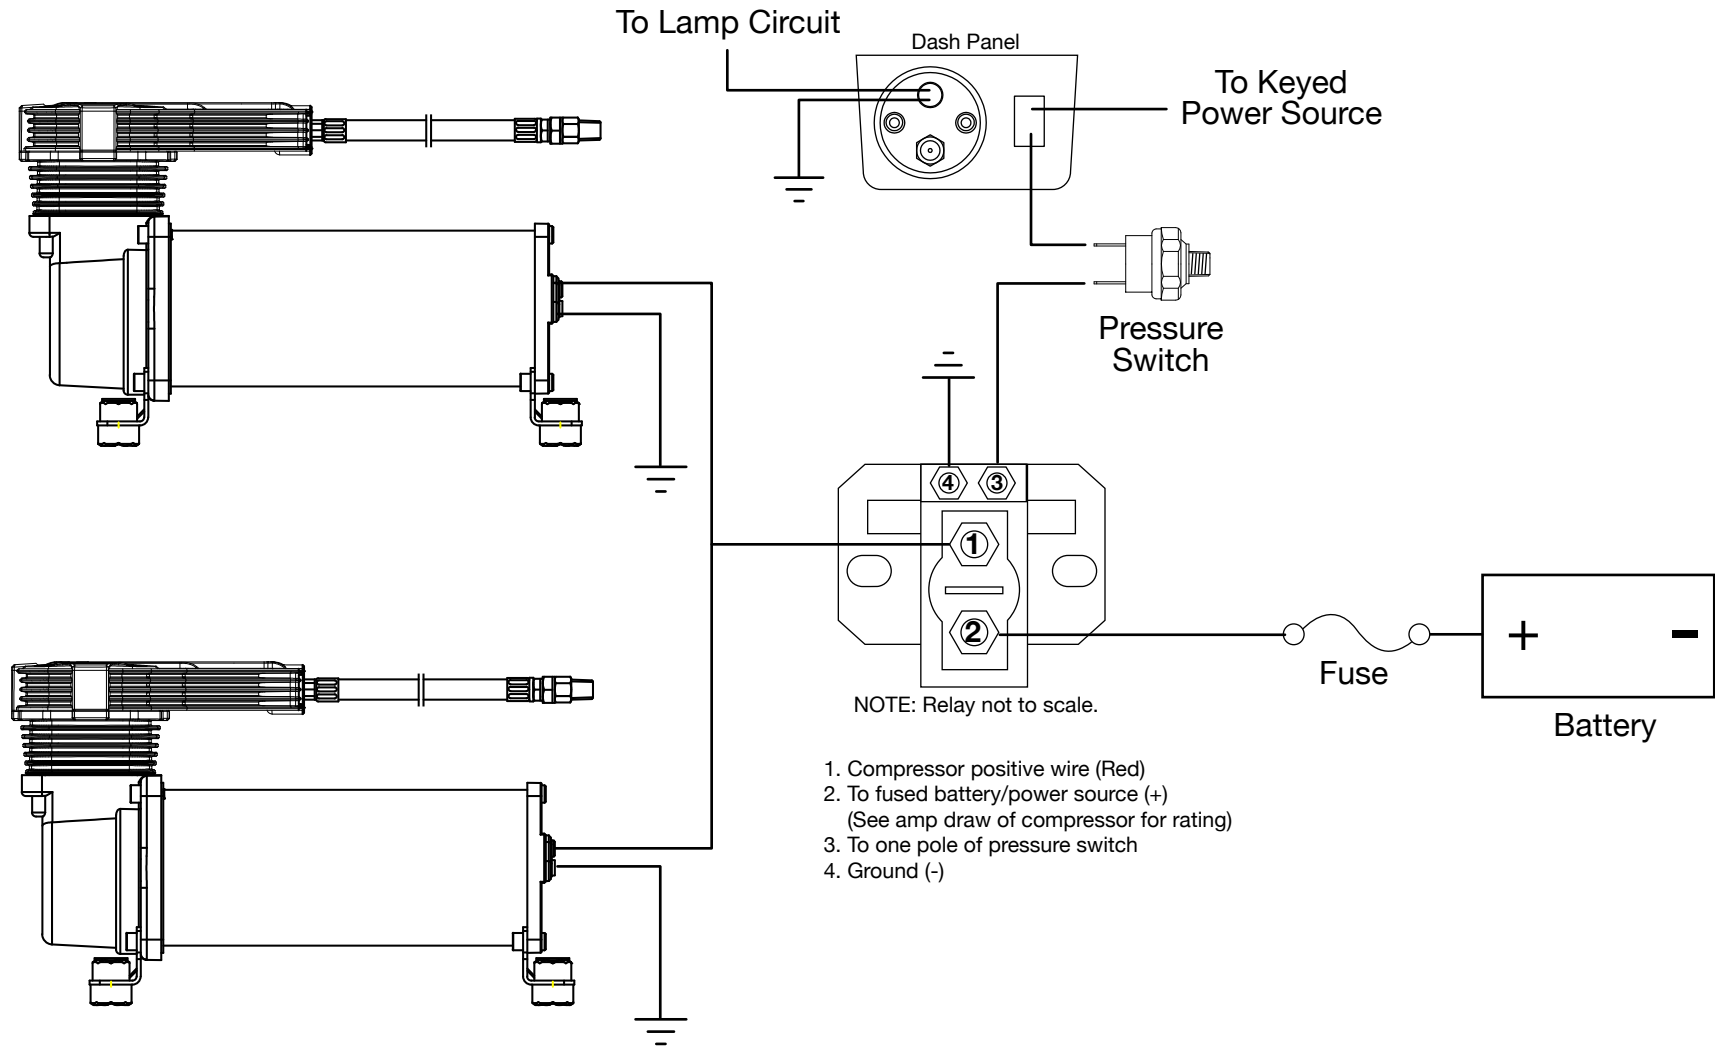 To Lamp Circuit
Dash Panel
To Keyed
Power Source
Pressure
Switch
4
3
1
2
+
-
Fuse
Battery
NOTE: Relay not to scale.
1. Compressor positive wire (Red)
2. To fused battery/power source (+)
(See amp draw of compressor for rating)
3. To one pole of pressure switch
4. Ground (-)